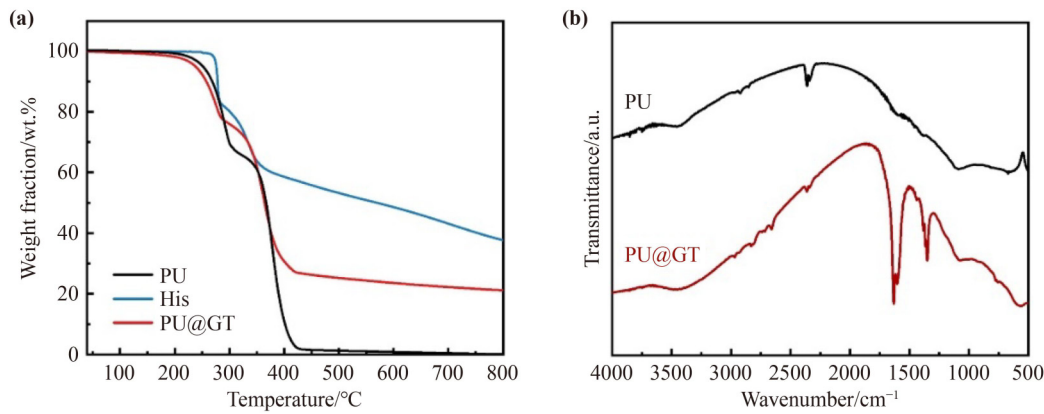 (a)
100
80
60
40
20
0
Weight fraction/wt.%
PU
His
PU@GT
100 200 300 400 500 600 700 800
Temperature/°C
(b)
PU
PU@GT
Transmittance/a.u.
4000 3500 3000 2500 2000 1500 1000 500
Wavenumber/cm⁻¹